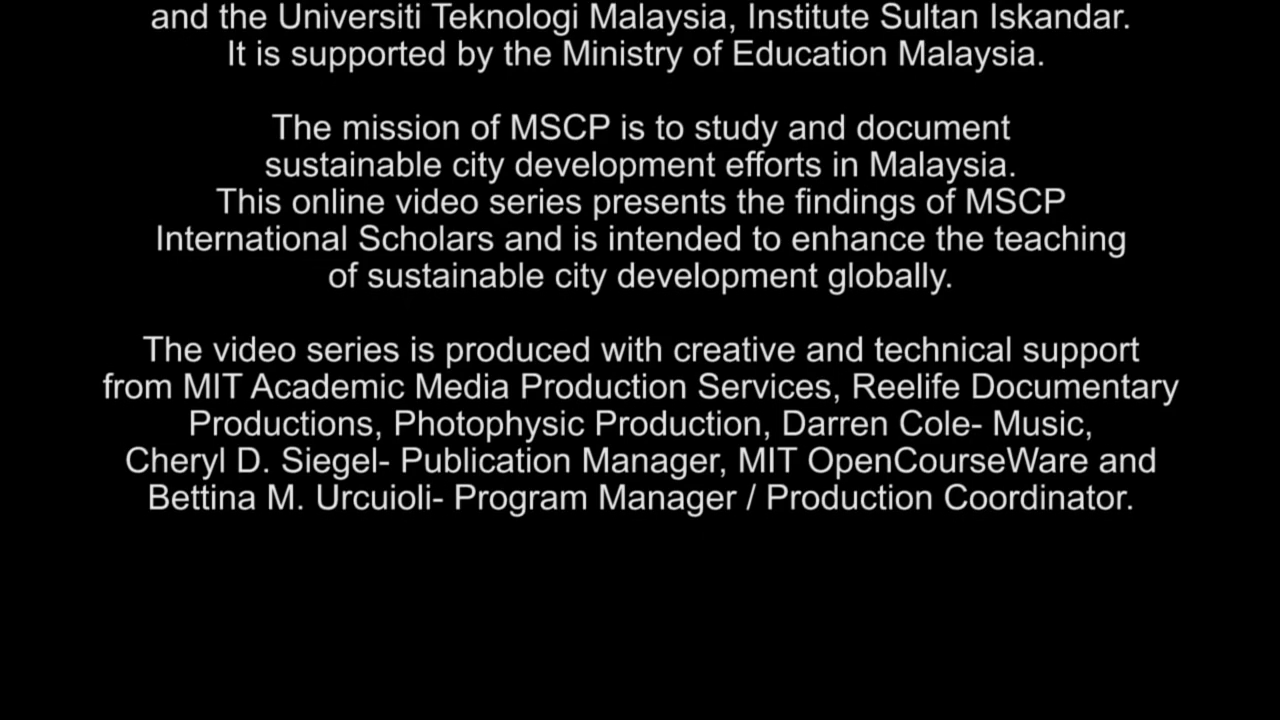 and the Universiti Teknologi Malaysia, Institute Sultan Iskandar.
It is supported by the Ministry of Education Malaysia.
The mission of MSCP is to study and document
sustainable city development efforts in Malaysia.
This online video series presents the findings of MSCP
International Scholars and is intended to enhance the teaching
of sustainable city development globally.
The video series is produced with creative and technical support
from MIT Academic Media Production Services, Reelife Documentary
Productions, Photophysic Production, Darren Cole- Music,
Cheryl D. Siegel- Publication Manager, MIT OpenCourseWare and
Bettina M. Urcuioli- Program Manager / Production Coordinator.